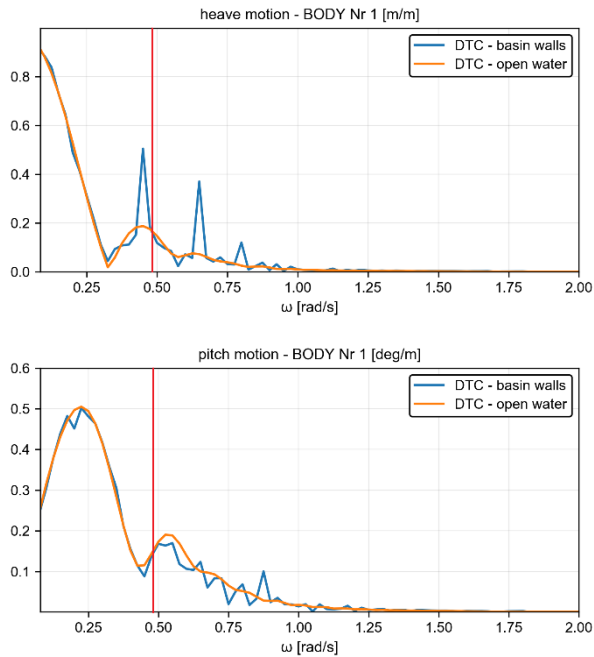 heave motion - BODY Nr 1 [m/m]
DTC - basin walls
DTC - open water
0.8
0.6
0.4
0.2
0.0
0.25 0.50 0.75 1.00 1.25 1.50 1.75 2.00
ω [rad/s]
pitch motion - BODY Nr 1 [deg/m]
0.6
DTC - basin walls
DTC - open water
0.5
0.4
0.3
0.2
0.1
0.25 0.50 0.75 1.00 1.25 1.50 1.75 2.00
ω [rad/s]